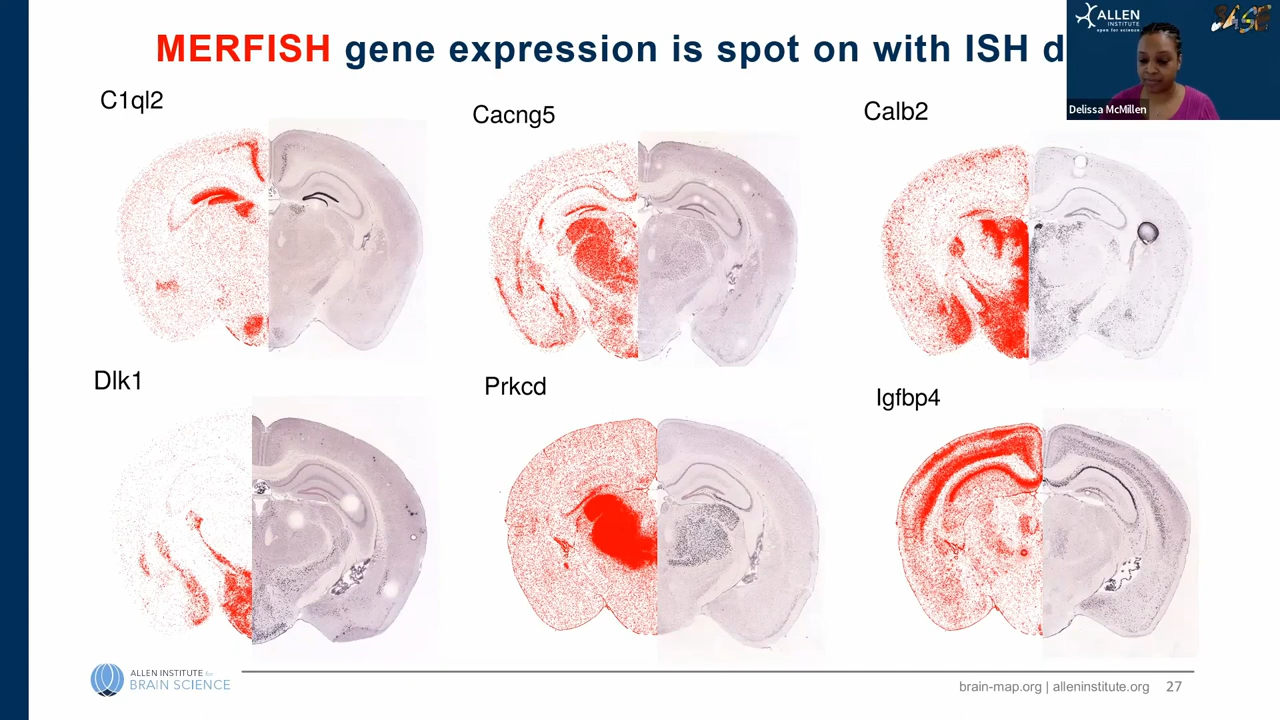 MERFISH gene expression is spot on with ISH d
ALLEN
INSTITUTE
open for science
Delissa McMillen
C1ql2
Cacng5
Calb2
Dlk1
Prkcd
Igfbp4
ALLEN INSTITUTE for
BRAIN SCIENCE
brain-map.org | alleninstitute.org 27